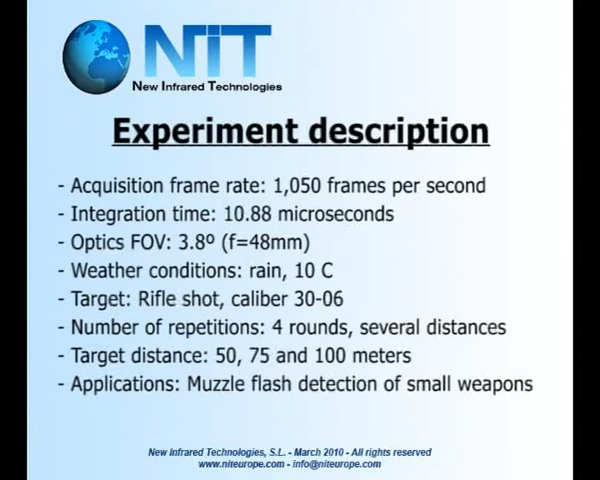 NIT
New Infrared Technologies
Experiment description
- Acquisition frame rate: 1,050 frames per second
- Integration time: 10.88 microseconds
- Optics FOV: 3.8º (f=48mm)
- Weather conditions: rain, 10 C
- Target: Rifle shot, caliber 30-06
- Number of repetitions: 4 rounds, several distances
- Target distance: 50, 75 and 100 meters
- Applications: Muzzle flash detection of small weapons
New Infrared Technologies, S.L. - March 2010 - All rights reserved
www.niteurope.com - info@niteurope.com